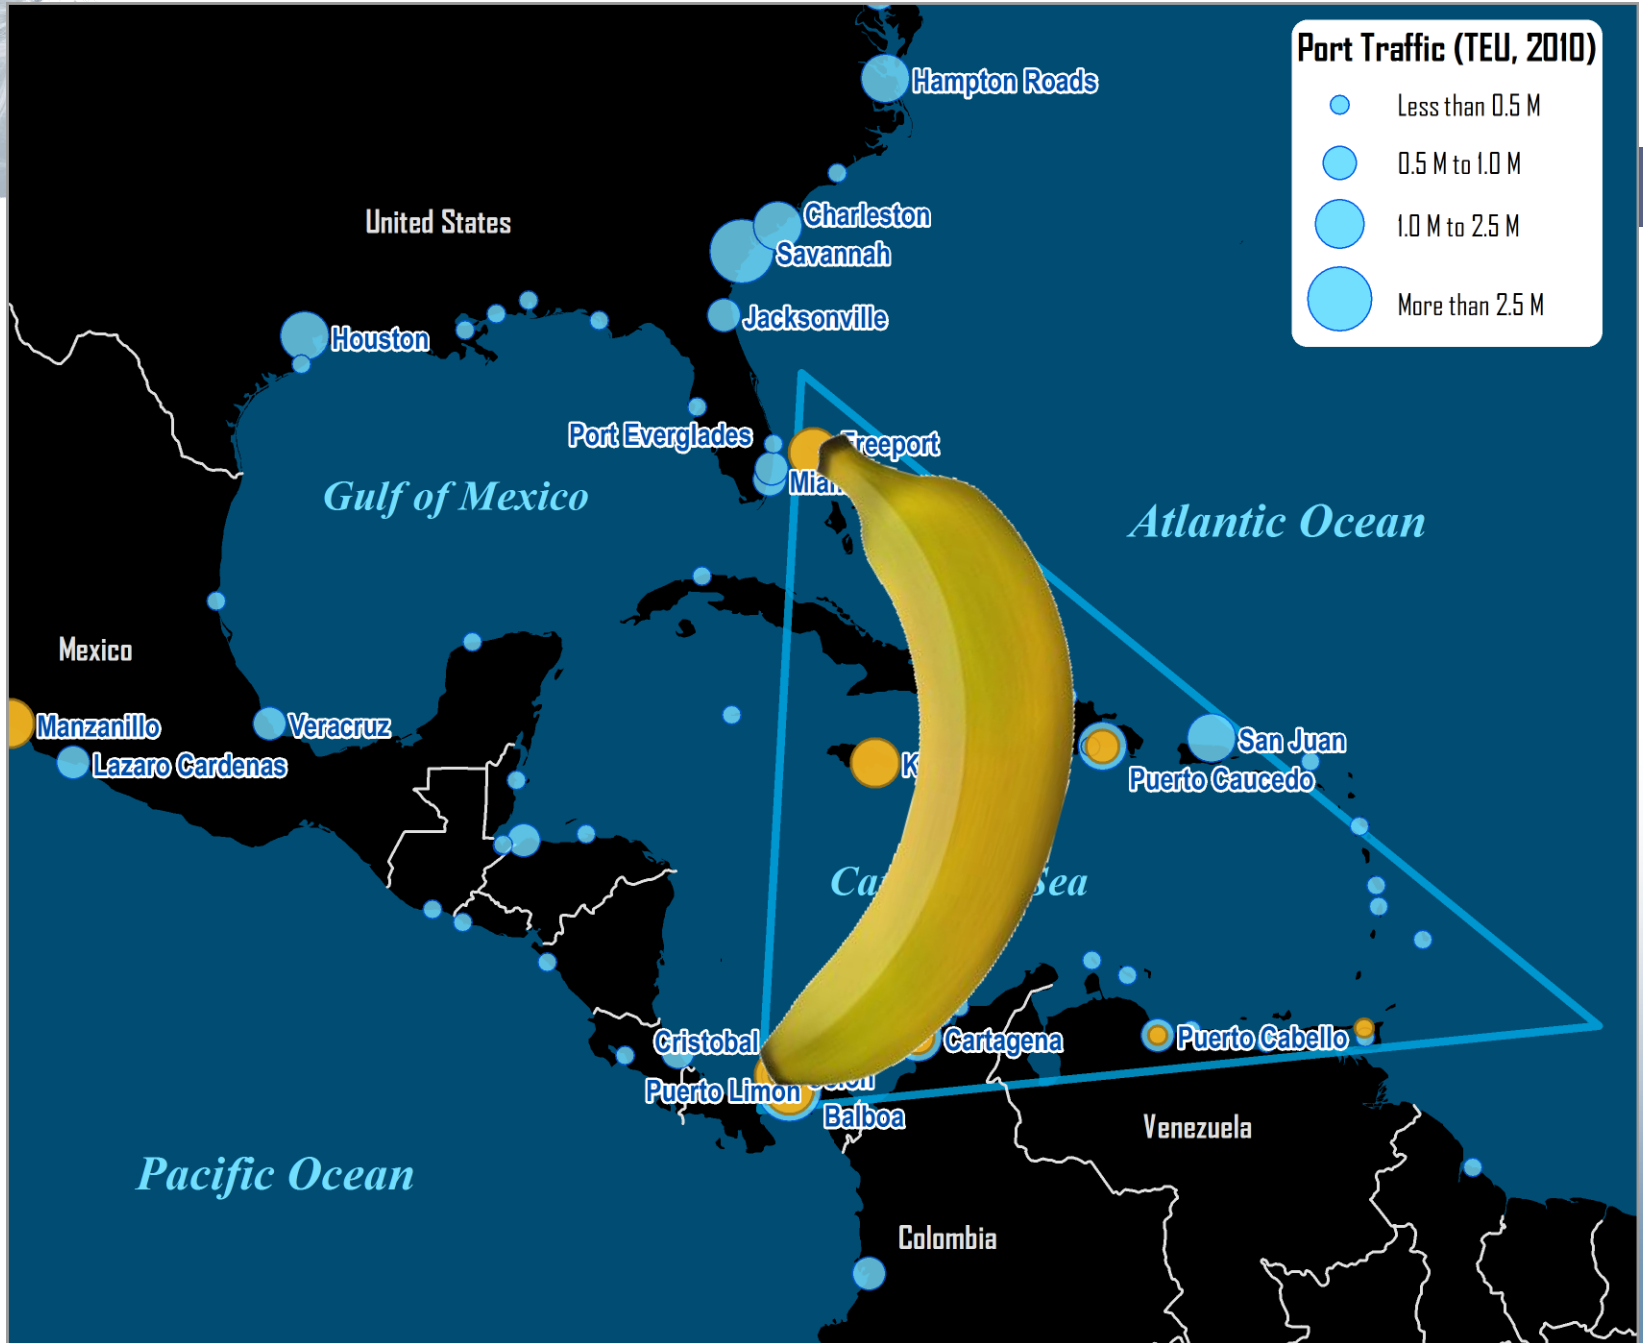 Port Traffic (TEU, 2010)
Less than 0.5 M
0.5 M to 1.0 M
1.0 M to 2.5 M
More than 2.5 M
Hampton Roads
United States
Charleston
Savannah
Jacksonville
Houston
Port Everglades
Freeport
Gulf of Mexico
Atlantic Ocean
Mexico
Manzanillo
Veracruz
Lazaro Cardenas
San Juan
Puerto Caucedo
Sea
Cristobal
Cartagena
Puerto Cabello
Puerto Limon
Balboa
Venezuela
Pacific Ocean
Colombia